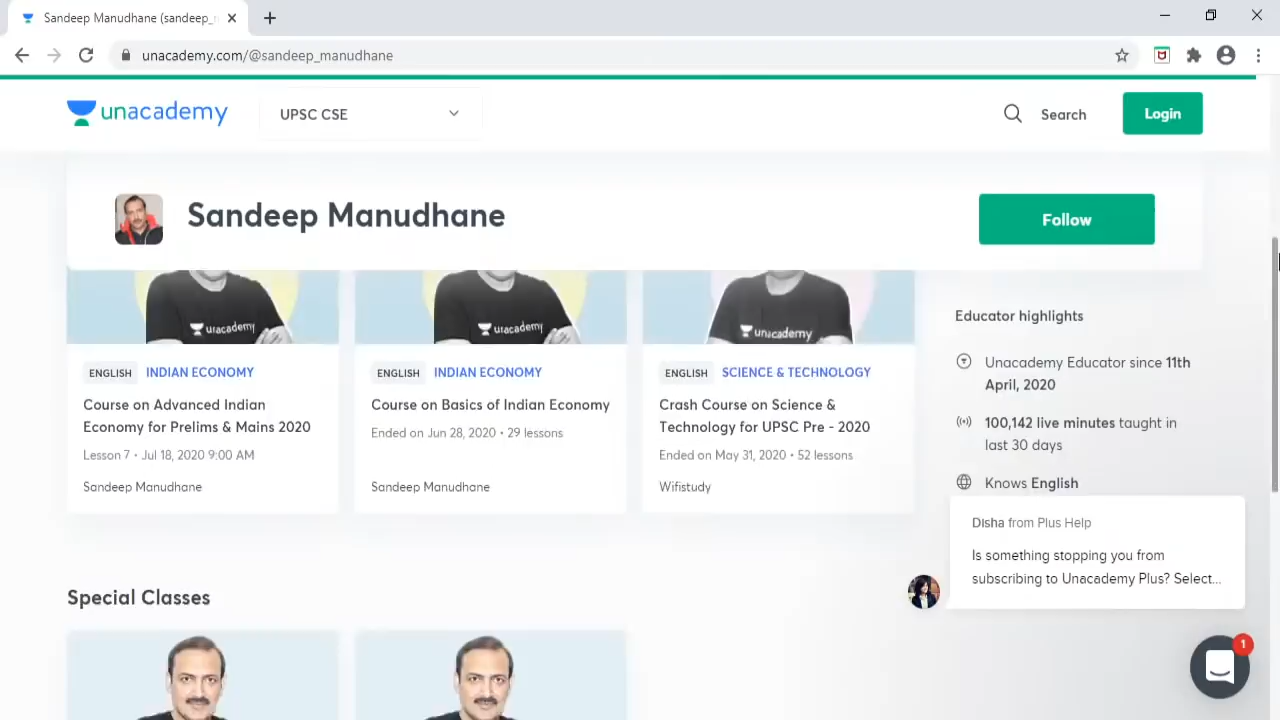 Sandeep Manudhane (sandeep_
unacademy.com/@sandeep_manudhane
unacademy
UPSC CSE
Search
Login
Sandeep Manudhane
Follow
unacademy
unacademy
unacademy
ENGLISH INDIAN ECONOMY
Course on Advanced Indian
Economy for Prelims & Mains 2020
Lesson 7 • Jul 18, 2020 9:00 AM
Sandeep Manudhane
ENGLISH INDIAN ECONOMY
Course on Basics of Indian Economy
Ended on Jun 28, 2020 • 29 lessons
Sandeep Manudhane
ENGLISH SCIENCE & TECHNOLOGY
Crash Course on Science &
Technology for UPSC Pre - 2020
Ended on May 31, 2020 • 52 lessons
Wifistudy
Educator highlights
Unacademy Educator since 11th
April, 2020
100,142 live minutes taught in
last 30 days
Knows English
Disha from Plus Help
Is something stopping you from
subscribing to Unacademy Plus? Select...
1
Special Classes